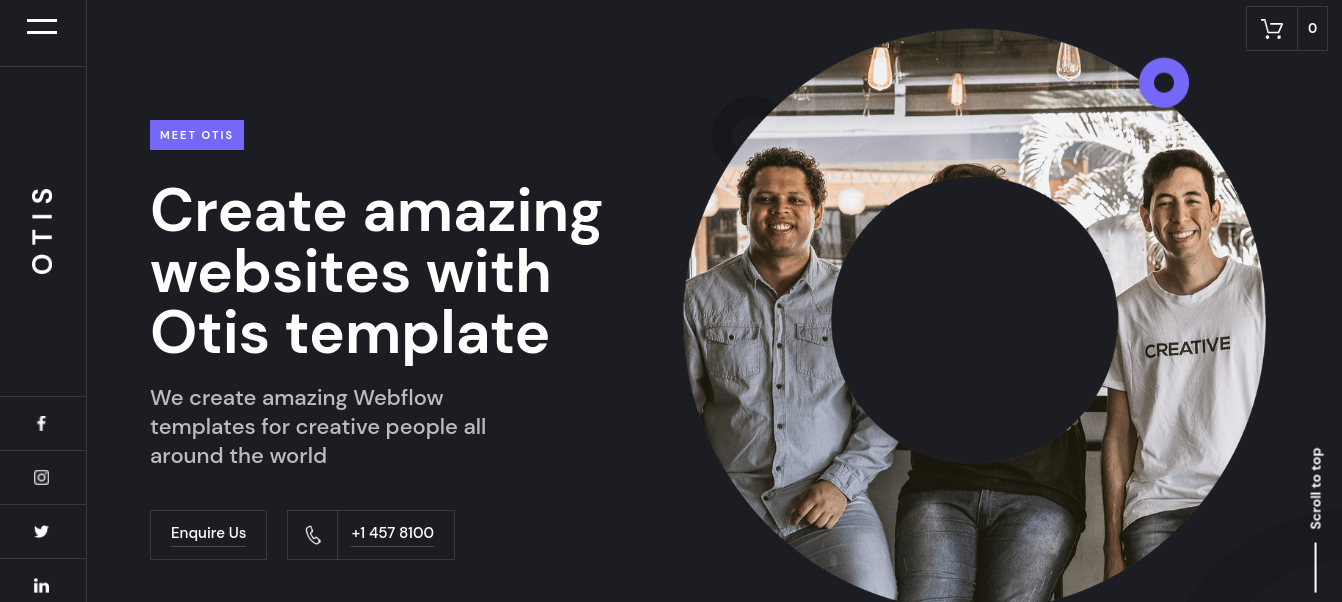 0
OTIS
MEET OTIS
Create amazing
websites with
Otis template
We create amazing Webflow
templates for creative people all
around the world
Enquire Us
+1 457 8100
CREATIVE
Scroll to top